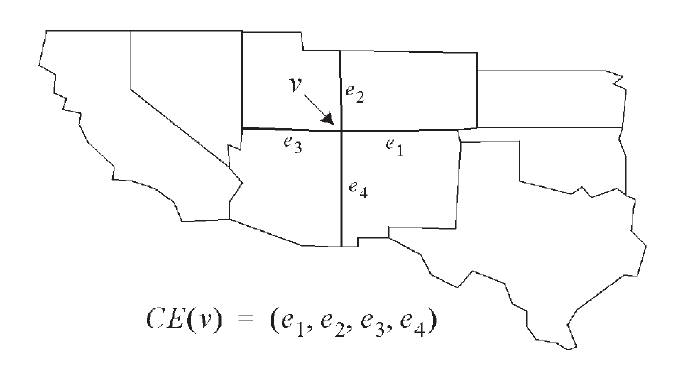 v
e2
e3
e1
e4
CE(v) = (e1, e2, e3, e4)